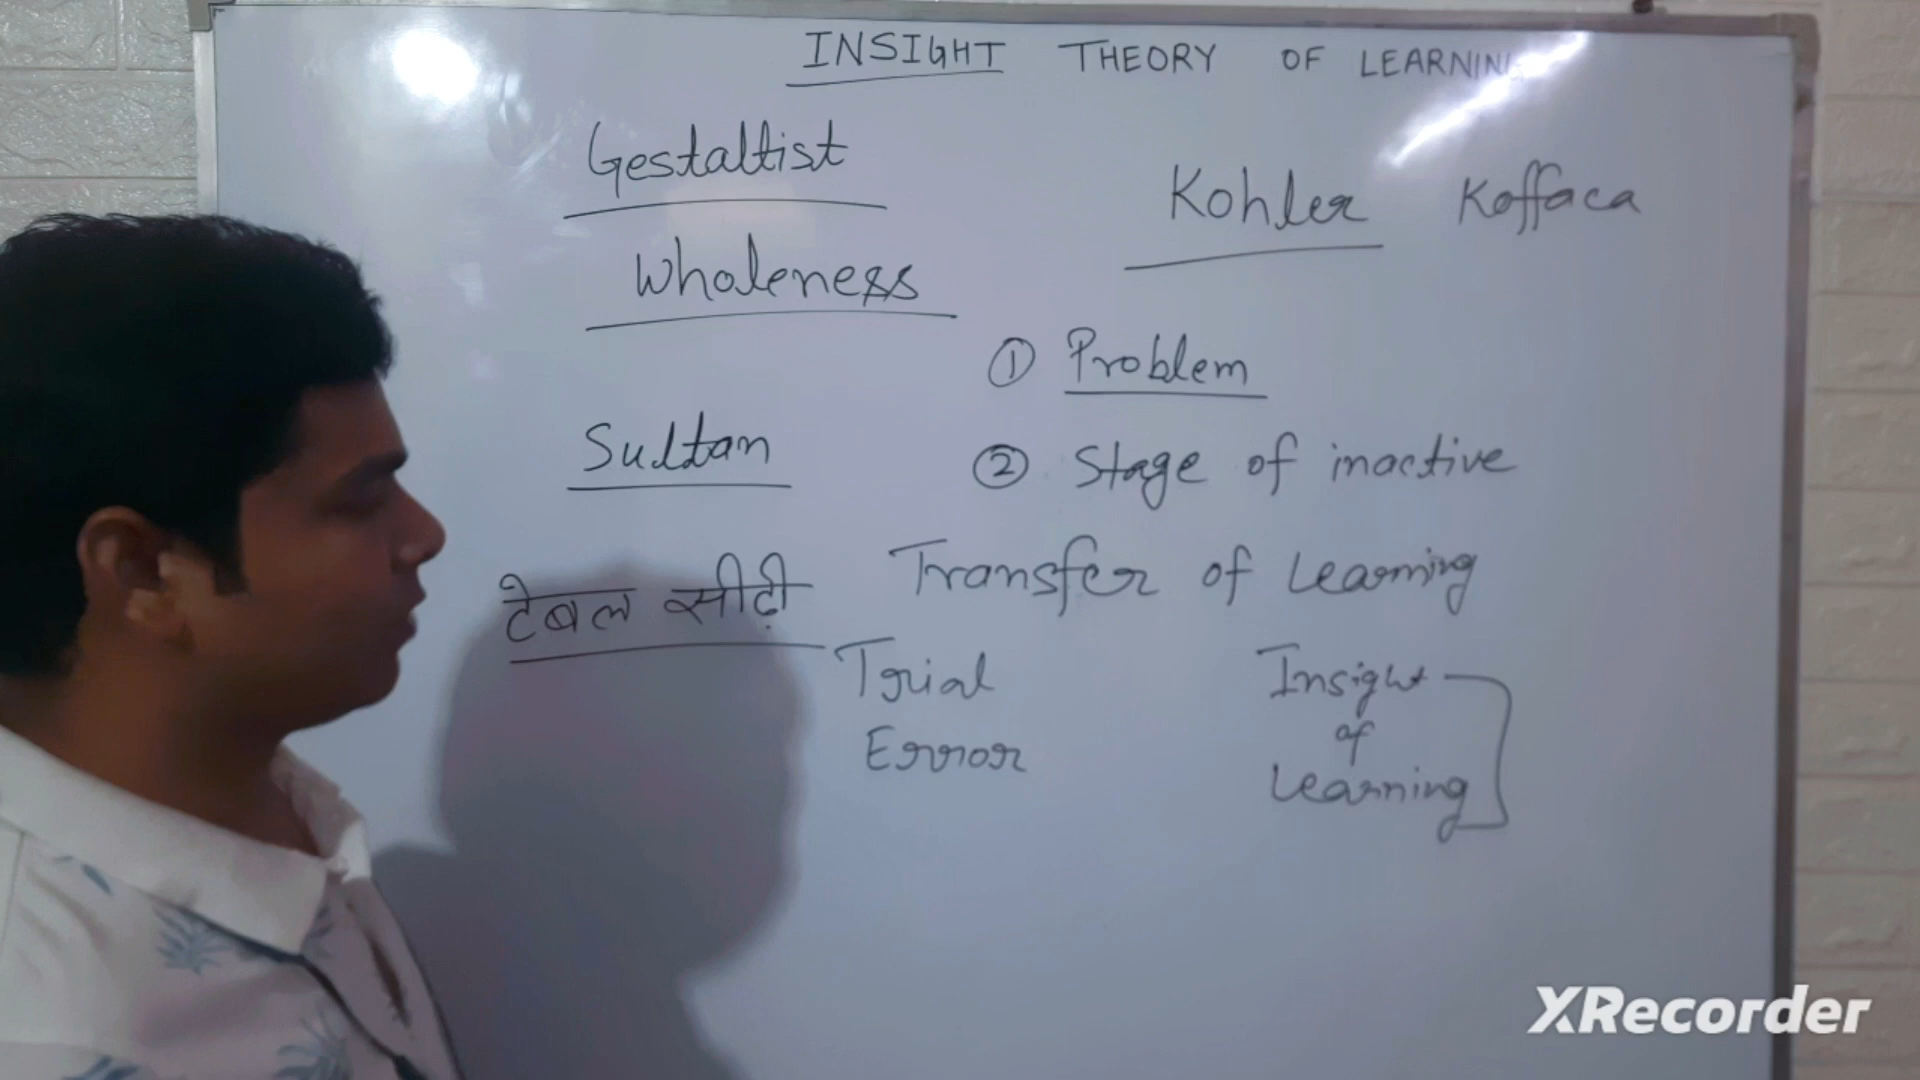 INSIGHT THEORY OF LEARNING
Gestaltist
Kohler Koffaca
Wholeness
① Problem
Sultan
② Stage of inactive
टेबल सीढ़ी
Transfer of Learning
Trial
Error
Insight
of
Learning
XRecorder